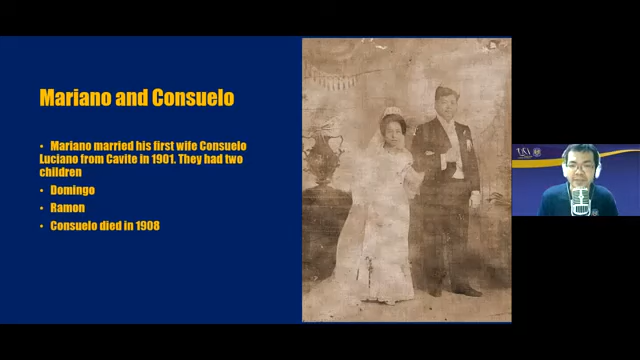 Mariano and Consuelo
• Mariano married his first wife Consuelo
Luciano from Cavite in 1901. They had two
children
• Domingo
• Ramon
• Consuelo died in 1908